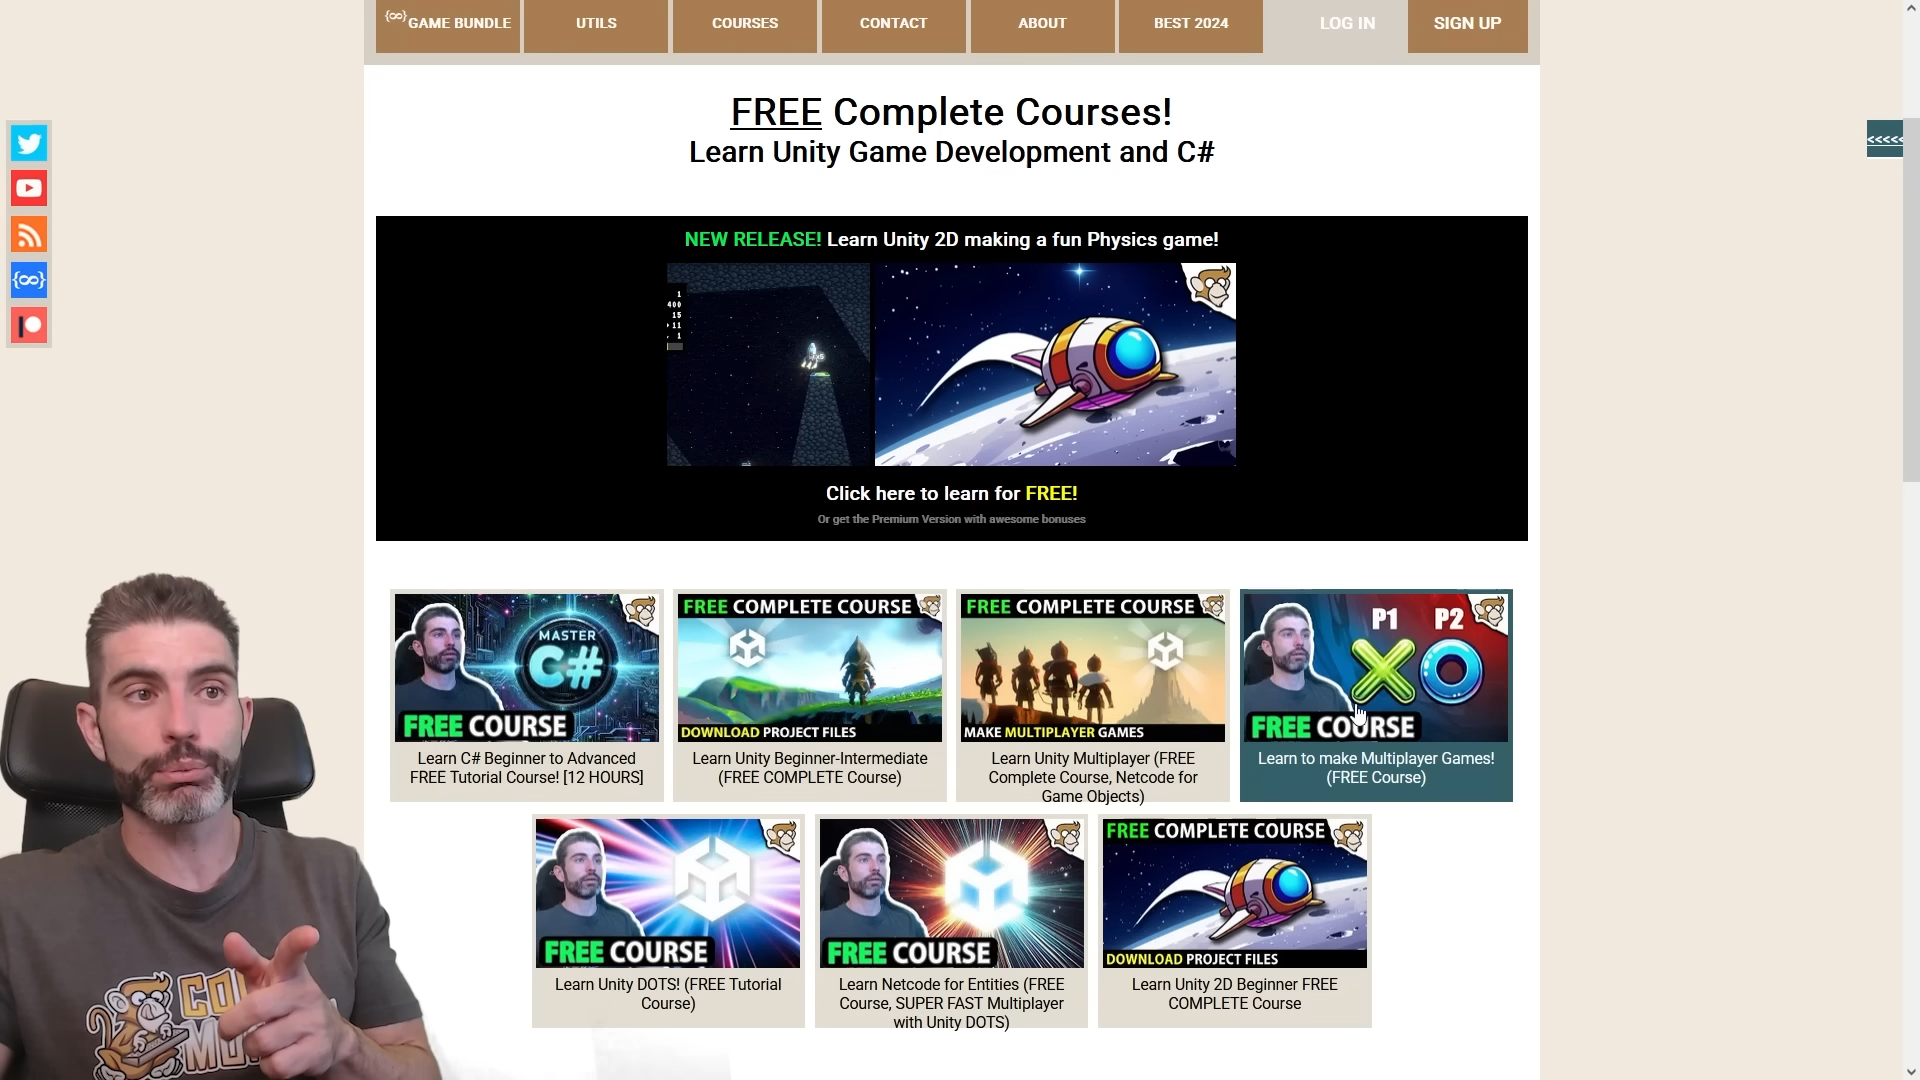 {∞} GAME BUNDLE UTILS COURSES CONTACT ABOUT BEST 2024 LOG IN SIGN UP
FREE Complete Courses!
Learn Unity Game Development and C#
<<<<<
{∞}
NEW RELEASE! Learn Unity 2D making a fun Physics game!
1
400
15
11
1
Click here to learn for FREE!
Or get the Premium Version with awesome bonuses
MASTER
C#
FREE COURSE
Learn C# Beginner to Advanced
FREE Tutorial Course! [12 HOURS]
FREE COMPLETE COURSE
DOWNLOAD PROJECT FILES
Learn Unity Beginner-Intermediate
(FREE COMPLETE Course)
FREE COMPLETE COURSE
MAKE MULTIPLAYER GAMES
Learn Unity Multiplayer (FREE
Complete Course, Netcode for
Game Objects)
P1 P2
X O
FREE COURSE
Learn to make Multiplayer Games!
(FREE Course)
FREE COURSE
Learn Unity DOTS! (FREE Tutorial
Course)
FREE COURSE
Learn Netcode for Entities (FREE
Course, SUPER FAST Multiplayer
with Unity DOTS)
FREE COMPLETE COURSE
DOWNLOAD PROJECT FILES
Learn Unity 2D Beginner FREE
COMPLETE Course